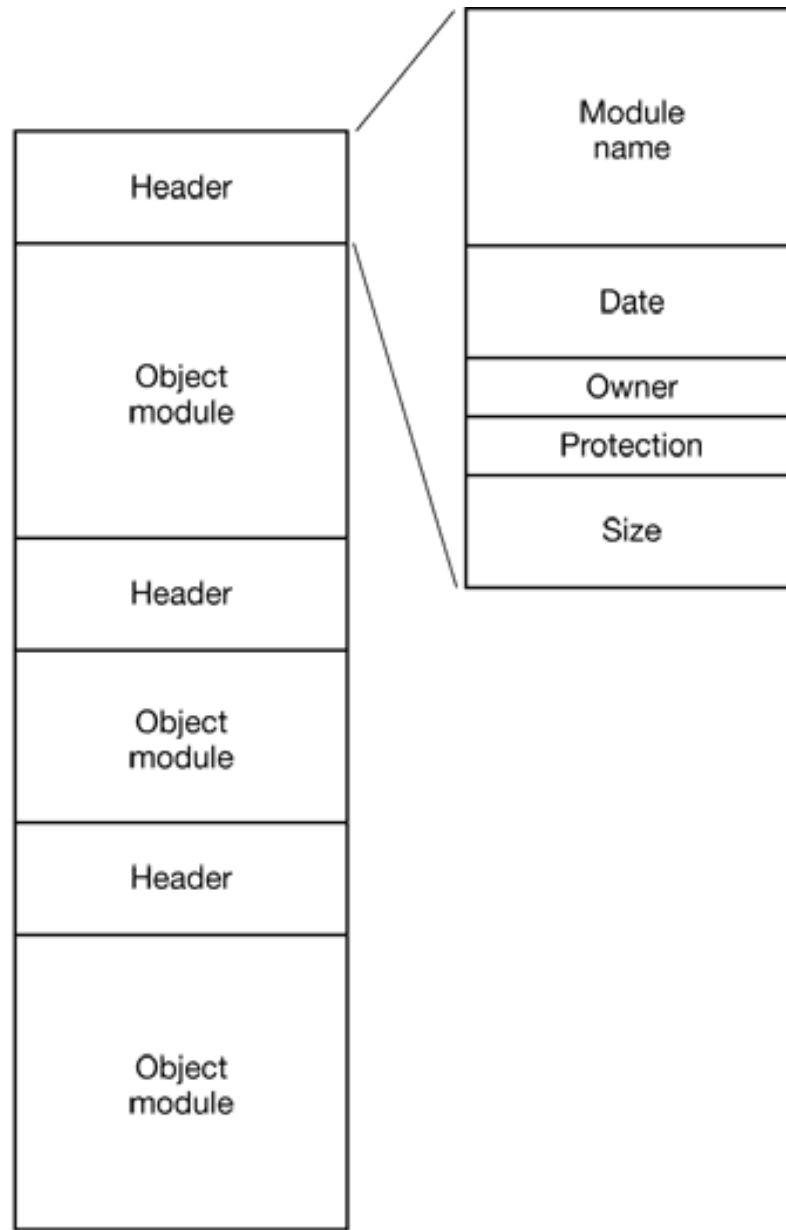 Header
Object
module
Header
Object
module
Header
Object
module
Module
name
Date
Owner
Protection
Size